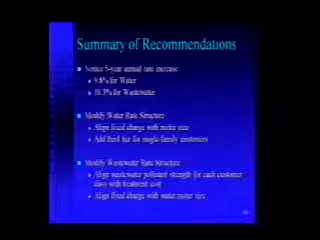 Summary of Recommendations
Notice 5-year annual rate increase
9.8% for Water
10.3% for Wastewater
Modify Water Rate Structure
Align fixed charge with meter size
Add third tier for single-family customers
Modify Wastewater Rate Structure
Align wastewater pollutant strength for each customer
class with treatment cost
Align fixed charge with water meter size